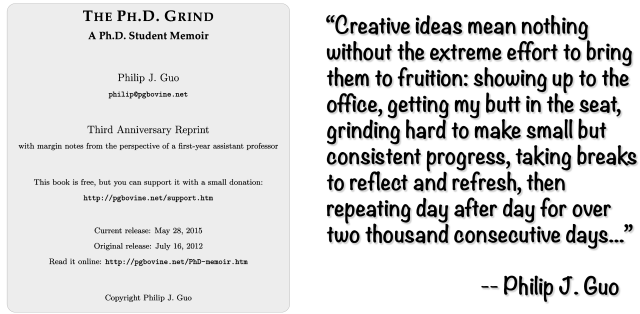 THE PH.D. GRIND
A Ph.D. Student Memoir
Philip J. Guo
philip@pgbovine.net
Third Anniversary Reprint
with margin notes from the perspective of a first-year assistant professor
This book is free, but you can support it with a small donation:
http://pgbovine.net/support.htm
Current release: May 28, 2015
Original release: July 16, 2012
Read it online: http://pgbovine.net/PhD-memoir.htm
Copyright Philip J. Guo
“Creative ideas mean nothing
without the extreme effort to bring
them to fruition: showing up to the
office, getting my butt in the seat,
grinding hard to make small but
consistent progress, taking breaks
to reflect and refresh, then
repeating day after day for over
two thousand consecutive days...”
-- Philip J. Guo